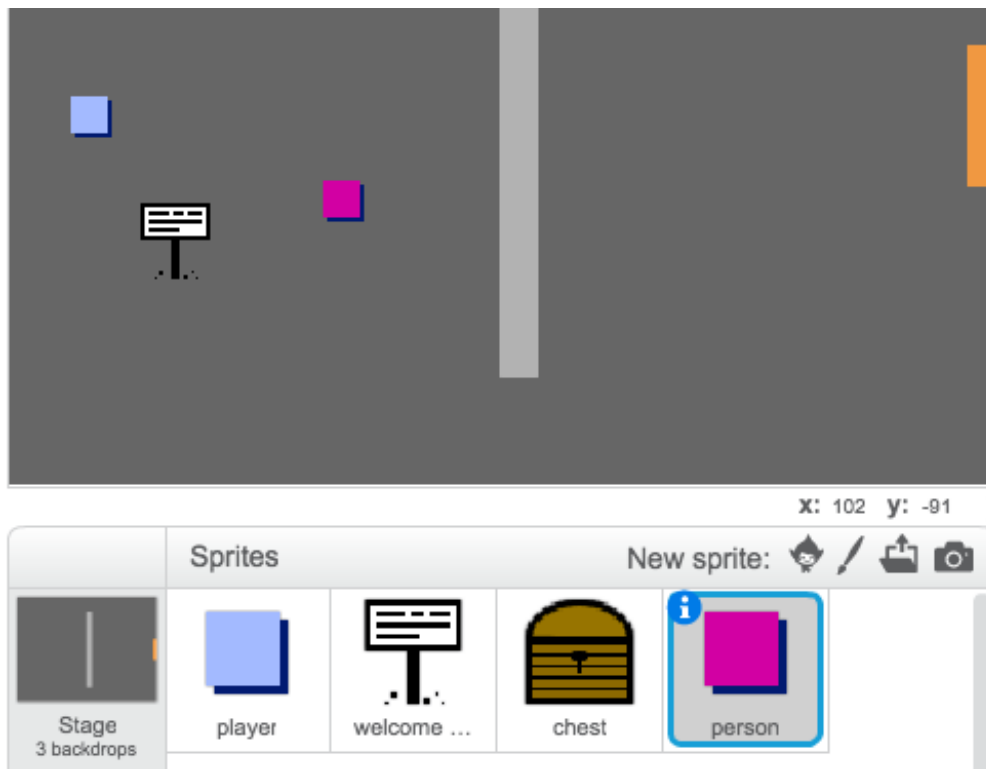 x: 102 y: -91
Sprites New sprite:
Stage
3 backdrops
player
welcome ...
chest
person